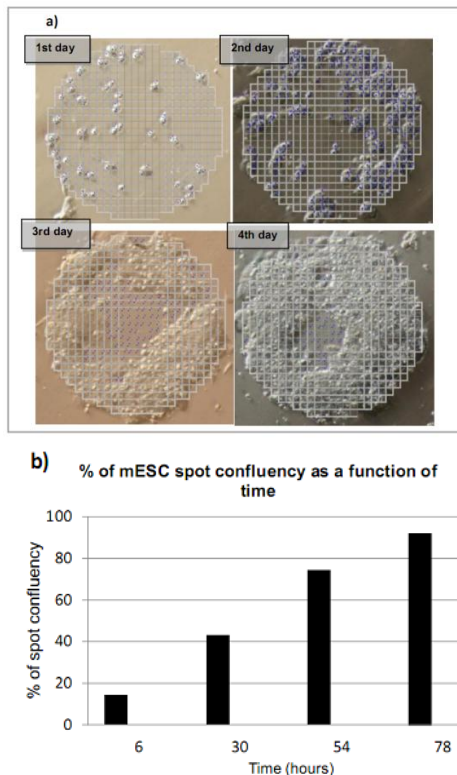 a)
1st day
2nd day
3rd day
4th day
b)
% of mESC spot confluency as a function of
time
% of spot confluency
100
80
60
40
20
0
6 30 54 78
Time (hours)